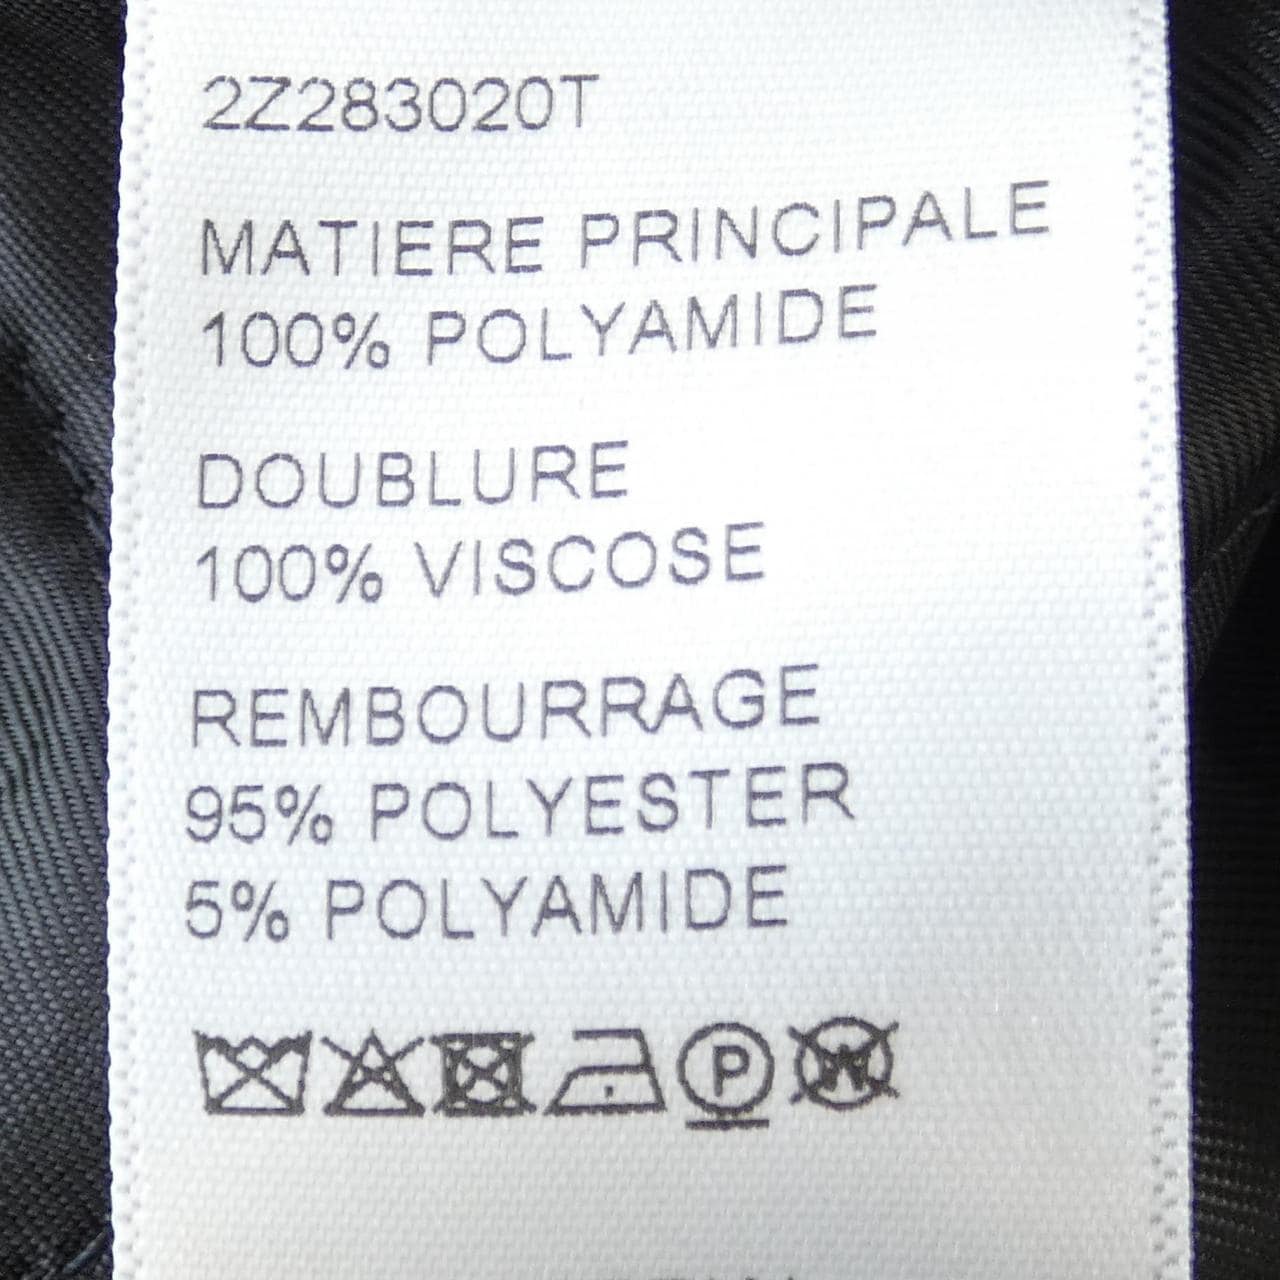 2Z283020T
MATIERE PRINCIPALE
100% POLYAMIDE
DOUBLURE
100% VISCOSE
REMBOURRAGE
95% POLYESTER
5% POLYAMIDE
P W